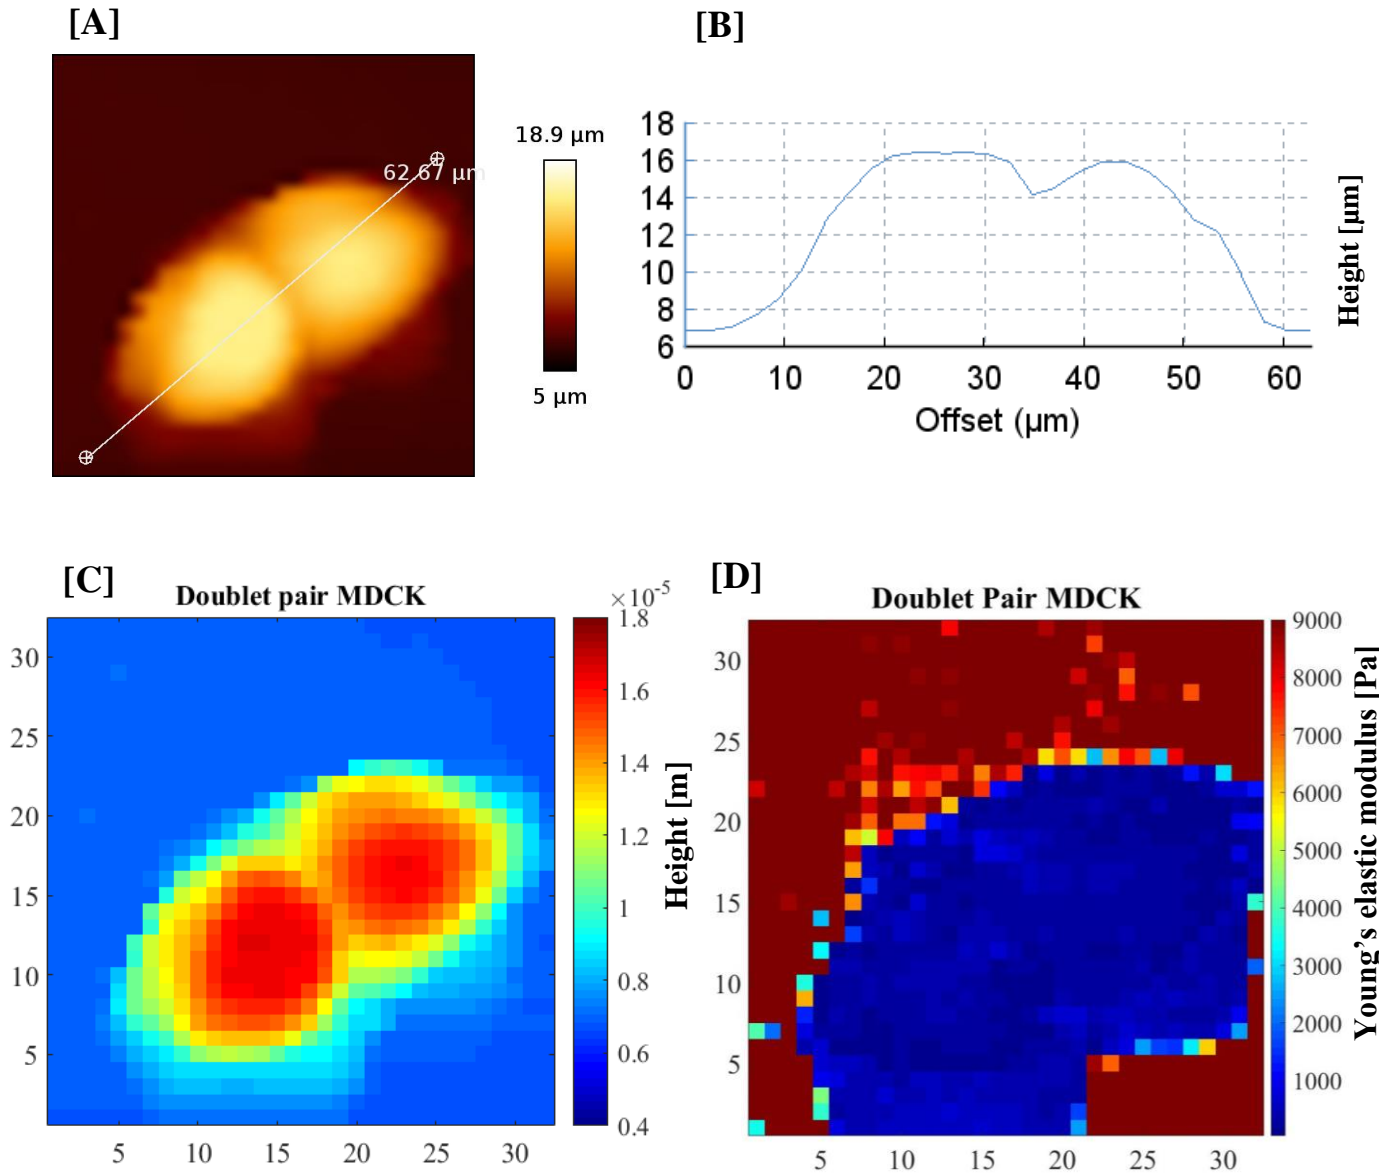 [A]
62.67 μm
18.9 μm
5 μm
[B]
18
16
14
12
10
8
6
0 10 20 30 40 50 60
Offset (μm)
Height [μm]
[C]
Doublet pair MDCK
×10-5
30
25
20
15
10
5
5 10 15 20 25 30
1.8
1.6
1.4
1.2
1
0.8
0.6
0.4
Height [m]
[D]
Doublet Pair MDCK
30
25
20
15
10
5
5 10 15 20 25 30
9000
8000
7000
6000
5000
4000
3000
2000
1000
Young's elastic modulus [Pa]